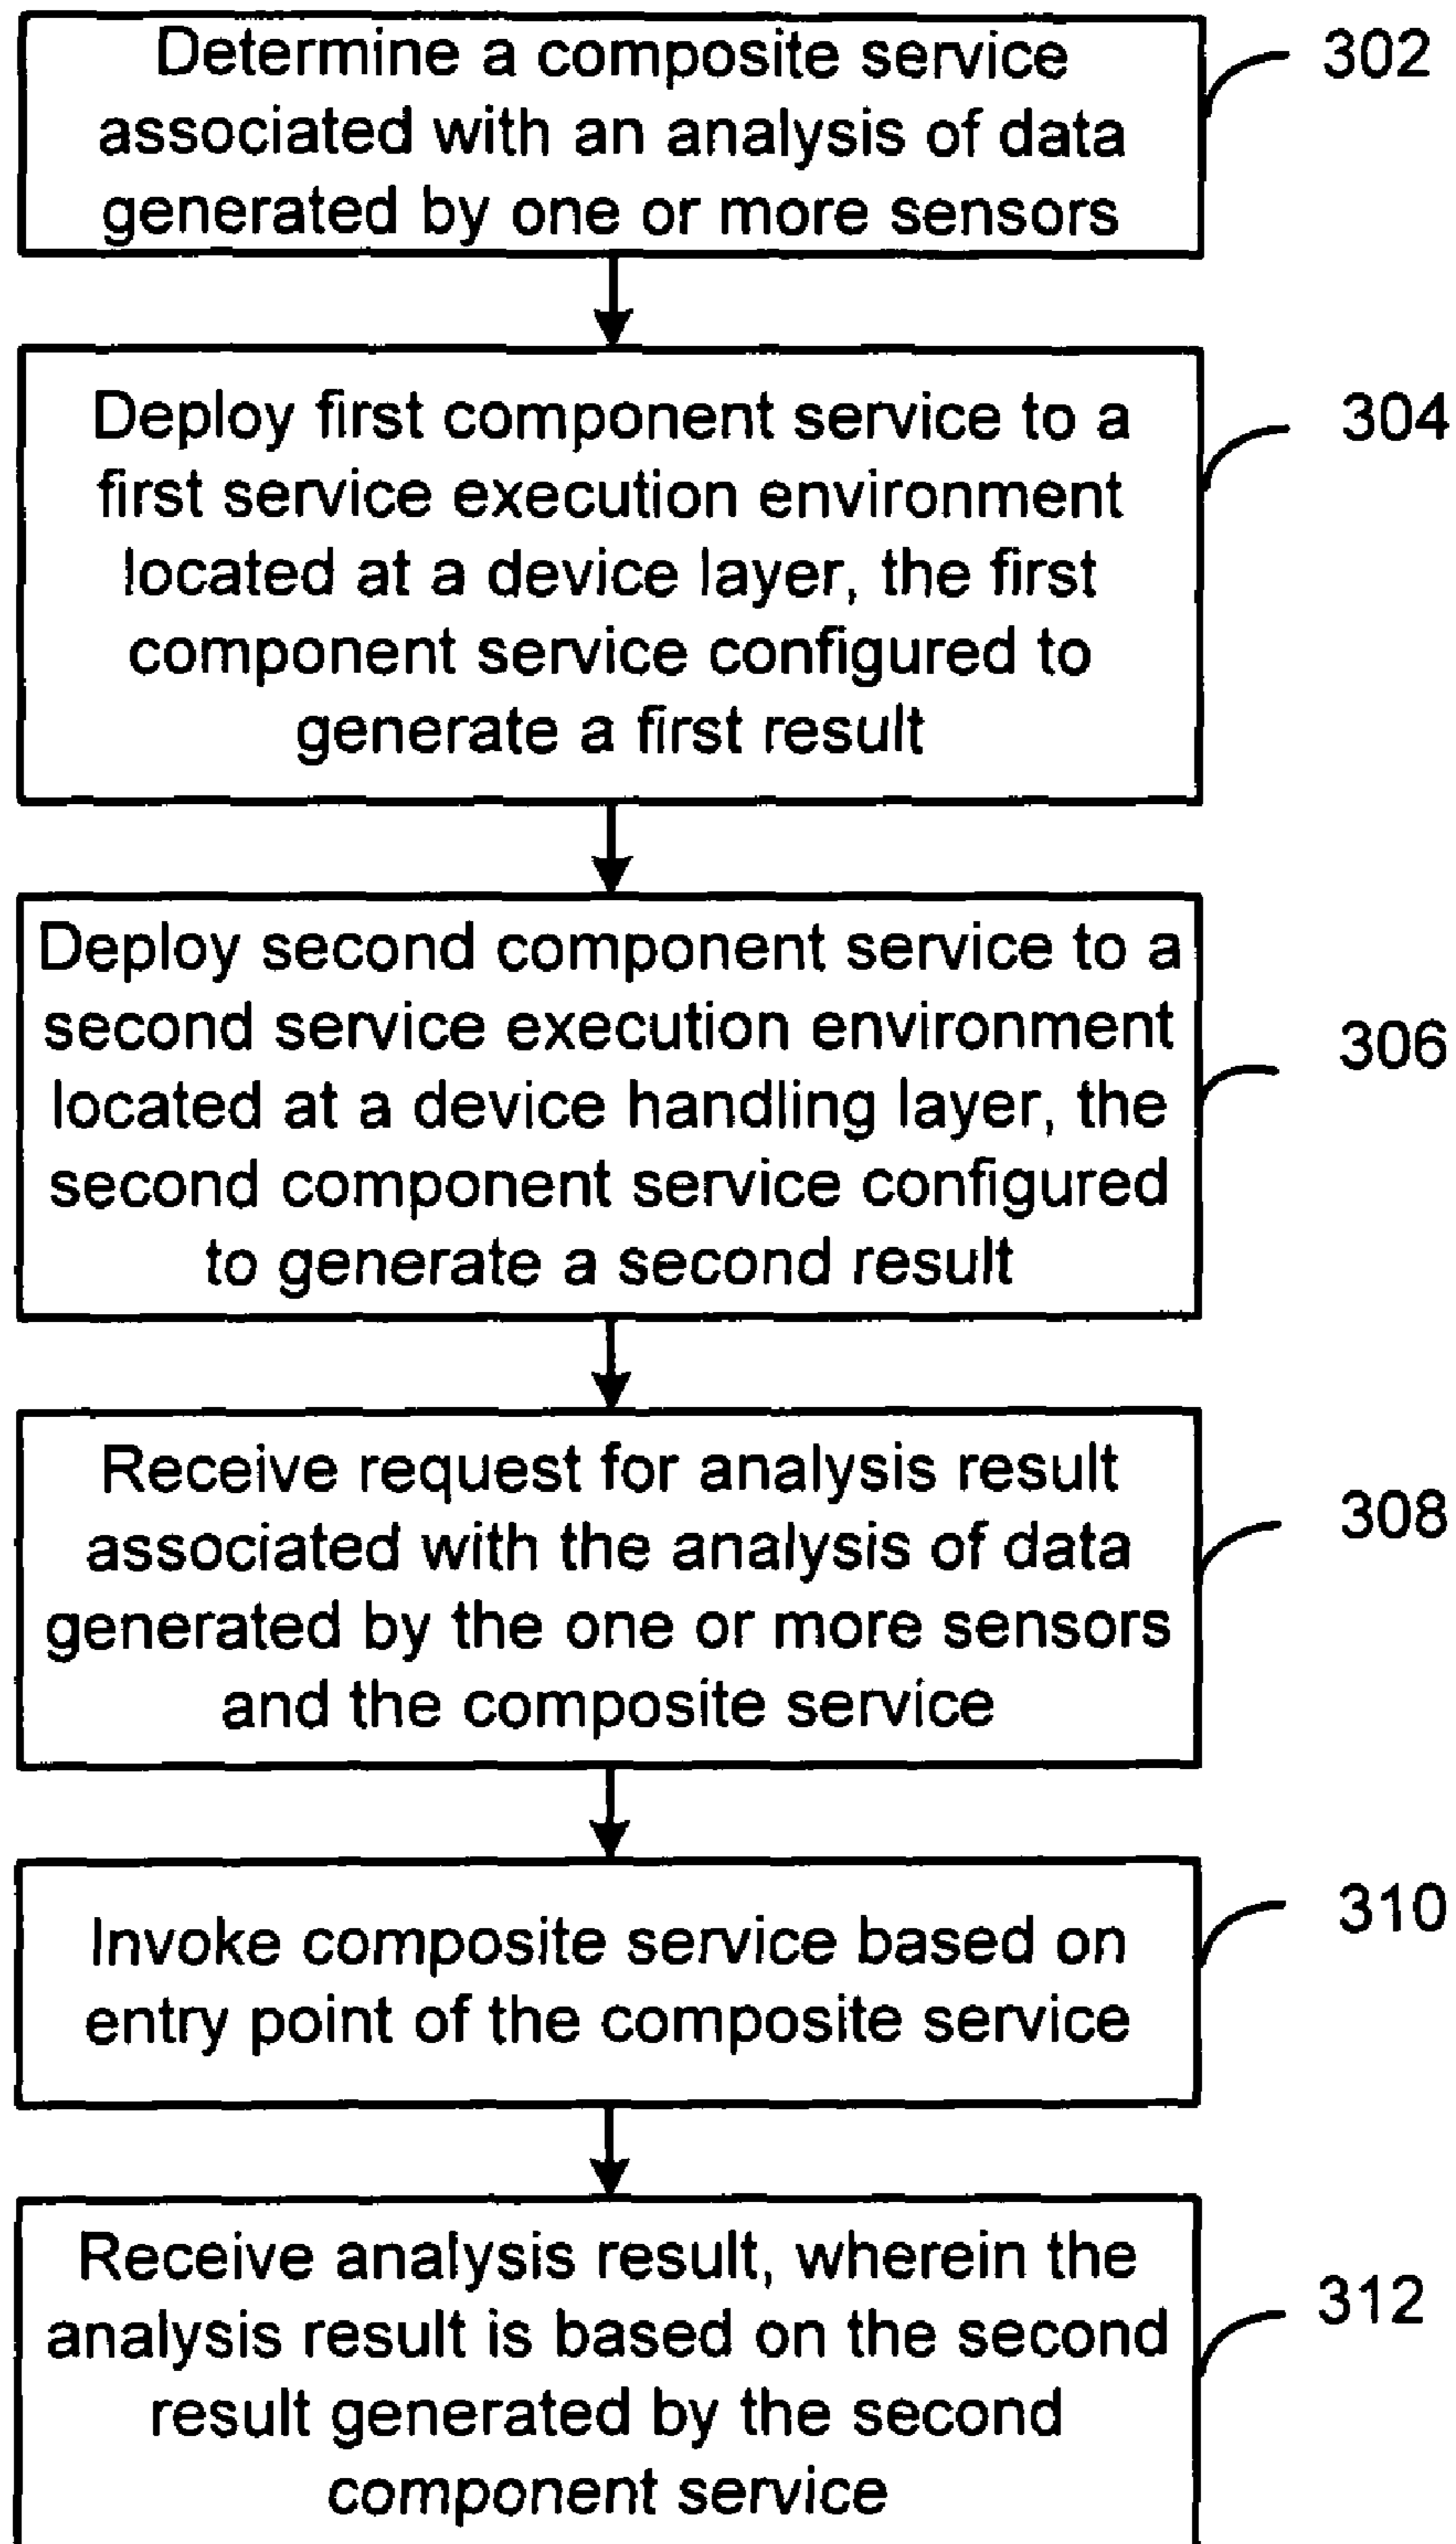 Determine a composite service
associated with an analysis of data
generated by one or more sensors
302
Deploy first component service to a
first service execution environment
located at a device layer, the first
component service configured to
generate a first result
304
Deploy second component service to a
second service execution environment
located at a device handling layer, the
second component service configured
to generate a second result
306
Receive request for analysis result
associated with the analysis of data
generated by the one or more sensors
and the composite service
308
Invoke composite service based on
entry point of the composite service
310
Receive analysis result, wherein the
analysis result is based on the second
result generated by the second
component service
312